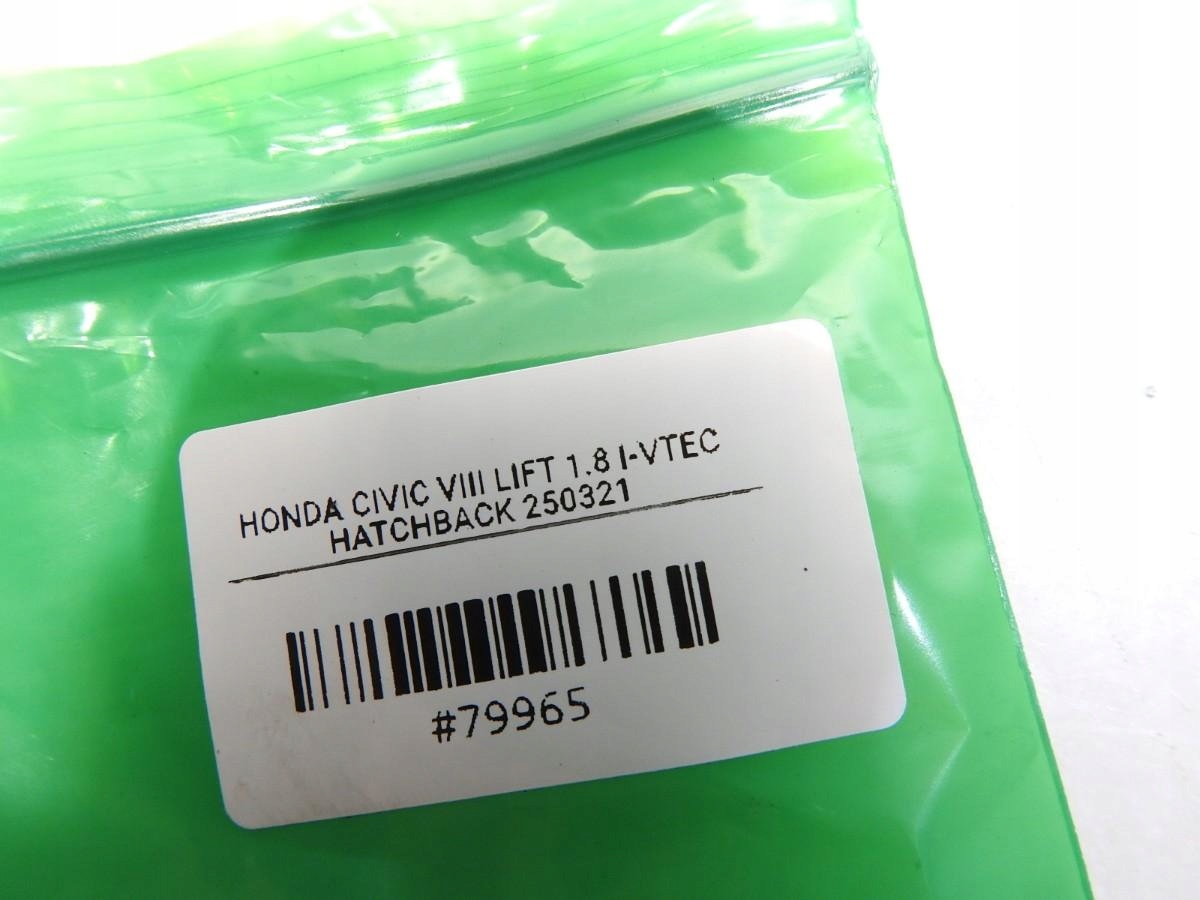 HONDA CIVIC VIII LIFT 1.8 I-VTEC
HATCHBACK 250321
#79965